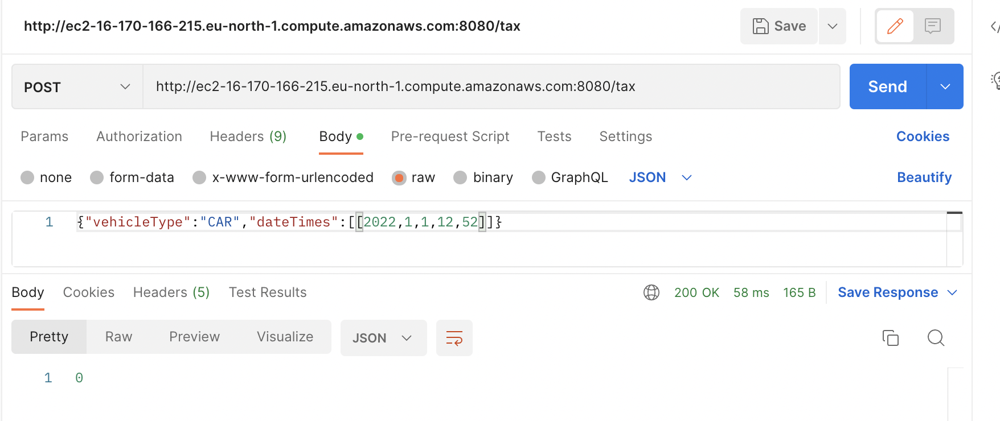 http://ec2-16-170-166-215.eu-north-1.compute.amazonaws.com:8080/tax Save
POST http://ec2-16-170-166-215.eu-north-1.compute.amazonaws.com:8080/tax Send
Params Authorization Headers (9) Body Pre-request Script Tests Settings Cookies
none form-data x-www-form-urlencoded raw binary GraphQL JSON Beautify
1 {"vehicleType":"CAR","dateTimes":[[2022,1,1,12,52]]}
Body Cookies Headers (5) Test Results 200 OK 58 ms 165 B Save Response
Pretty Raw Preview Visualize JSON
1 0